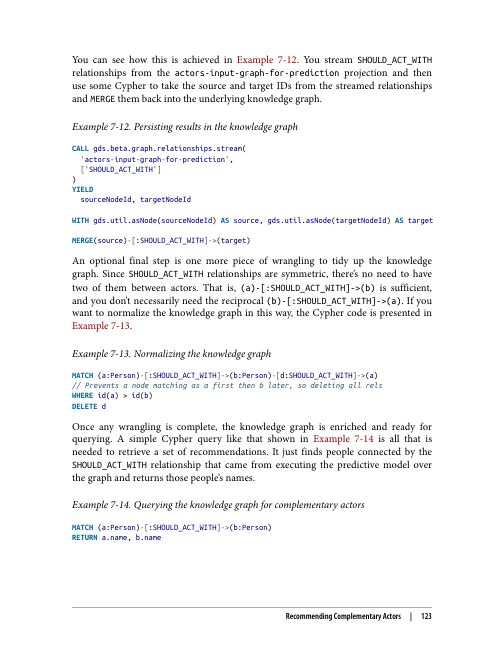 You can see how this is achieved in Example 7-12. You stream SHOULD_ACT_WITH
relationships from the actors-input-graph-for-prediction projection and then
use some Cypher to take the source and target IDs from the streamed relationships
and MERGE them back into the underlying knowledge graph.
Example 7-12. Persisting results in the knowledge graph
CALL gds.beta.graph.relationships.stream(
'actors-input-graph-for-prediction',
['SHOULD_ACT_WITH']
)
YIELD
sourceNodeId, targetNodeId
WITH gds.util.asNode(sourceNodeId) AS source, gds.util.asNode(targetNodeId) AS target
MERGE(source)-[:SHOULD_ACT_WITH]->(target)
An optional final step is one more piece of wrangling to tidy up the knowledge
graph. Since SHOULD_ACT_WITH relationships are symmetric, there's no need to have
two of them between actors. That is, (a)-[:SHOULD_ACT_WITH]->(b) is sufficient,
and you don't necessarily need the reciprocal (b)-[:SHOULD_ACT_WITH]->(a). If you
want to normalize the knowledge graph in this way, the Cypher code is presented in
Example 7-13.
Example 7-13. Normalizing the knowledge graph
MATCH (a:Person)-[:SHOULD_ACT_WITH]->(b:Person)-[d:SHOULD_ACT_WITH]->(a)
// Prevents a node matching as a first then b later, so deleting all rels
WHERE id(a) > id(b)
DELETE d
Once any wrangling is complete, the knowledge graph is enriched and ready for
querying. A simple Cypher query like that shown in Example 7-14 is all that is
needed to retrieve a set of recommendations. It just finds people connected by the
SHOULD_ACT_WITH relationship that came from executing the predictive model over
the graph and returns those people's names.
Example 7-14. Querying the knowledge graph for complementary actors
MATCH (a:Person)-[:SHOULD_ACT_WITH]->(b:Person)
RETURN a.name, b.name
Recommending Complementary Actors | 123